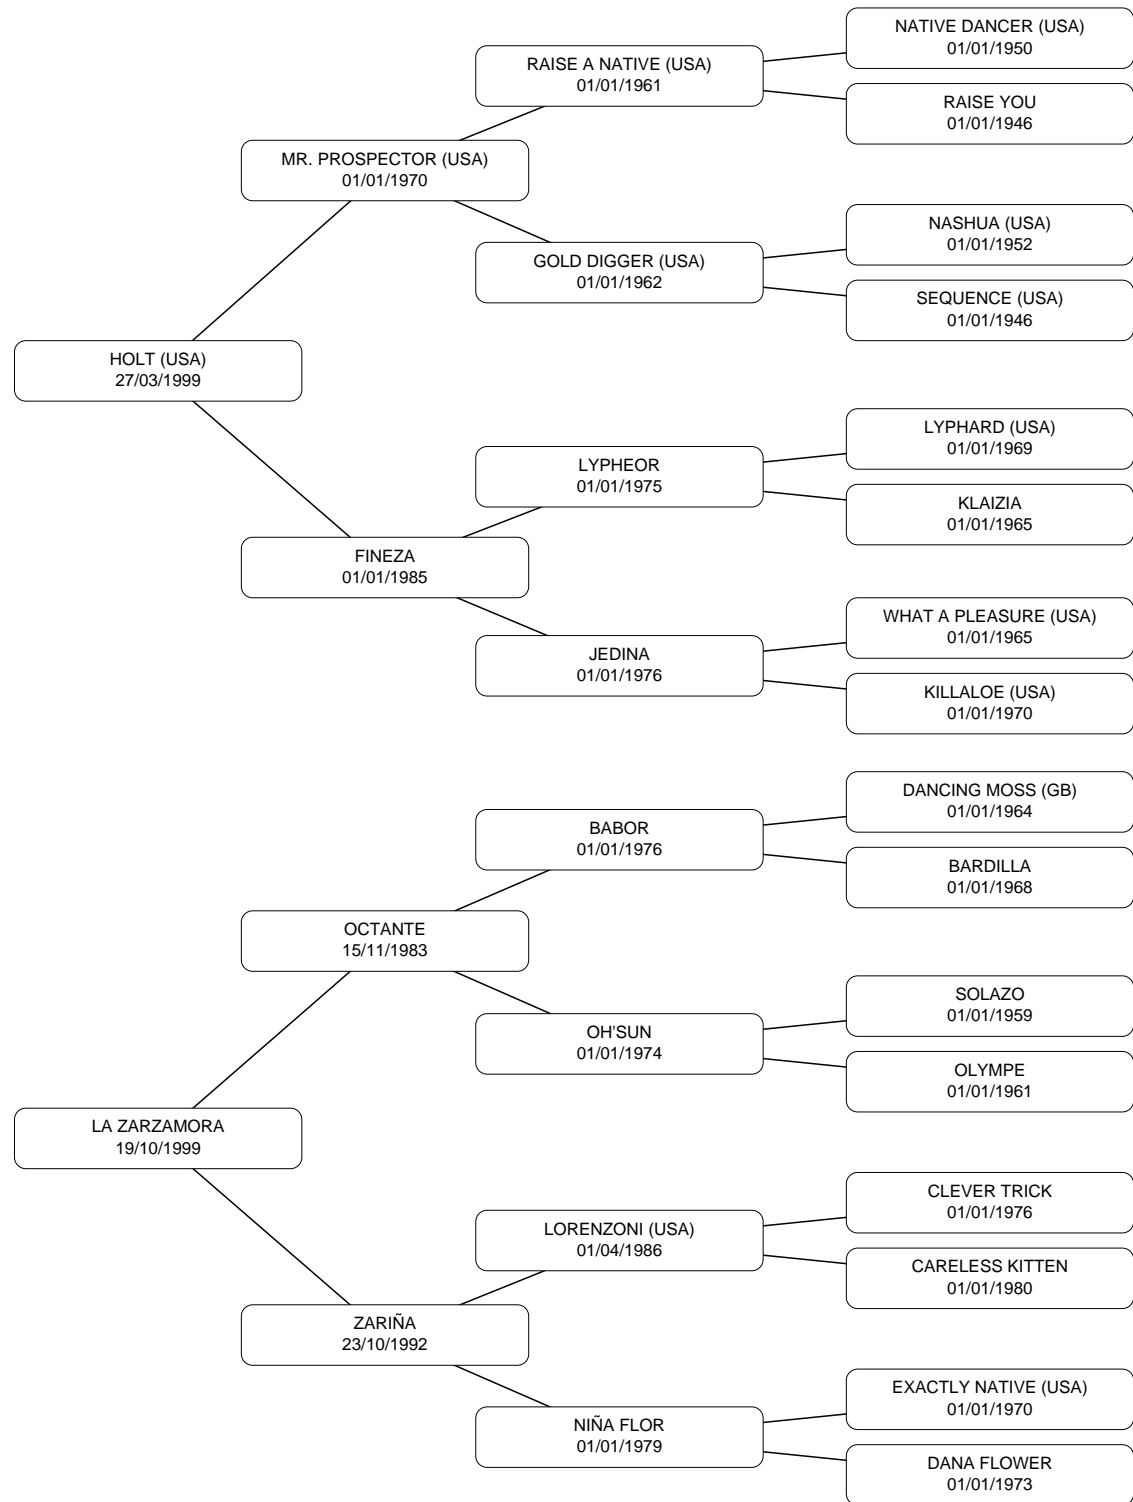 NATIVE DANCER (USA)
01/01/1950
RAISE A NATIVE (USA)
01/01/1961
RAISE YOU
01/01/1946
MR. PROSPECTOR (USA)
01/01/1970
NASHUA (USA)
01/01/1952
GOLD DIGGER (USA)
01/01/1962
SEQUENCE (USA)
01/01/1946
HOLT (USA)
27/03/1999
LYPHARD (USA)
01/01/1969
LYPHEOR
01/01/1975
KLAIZIA
01/01/1965
FINEZA
01/01/1985
WHAT A PLEASURE (USA)
01/01/1965
JEDINA
01/01/1976
KILLALOE (USA)
01/01/1970
DANCING MOSS (GB)
01/01/1964
BABOR
01/01/1976
BARDILLA
01/01/1968
OCTANTE
15/11/1983
SOLAZO
01/01/1959
OH'SUN
01/01/1974
OLYMPE
01/01/1961
LA ZARZAMORA
19/10/1999
CLEVER TRICK
01/01/1976
LORENZONI (USA)
01/04/1986
CARELESS KITTEN
01/01/1980
ZARIÑA
23/10/1992
EXACTLY NATIVE (USA)
01/01/1970
NIÑA FLOR
01/01/1979
DANA FLOWER
01/01/1973